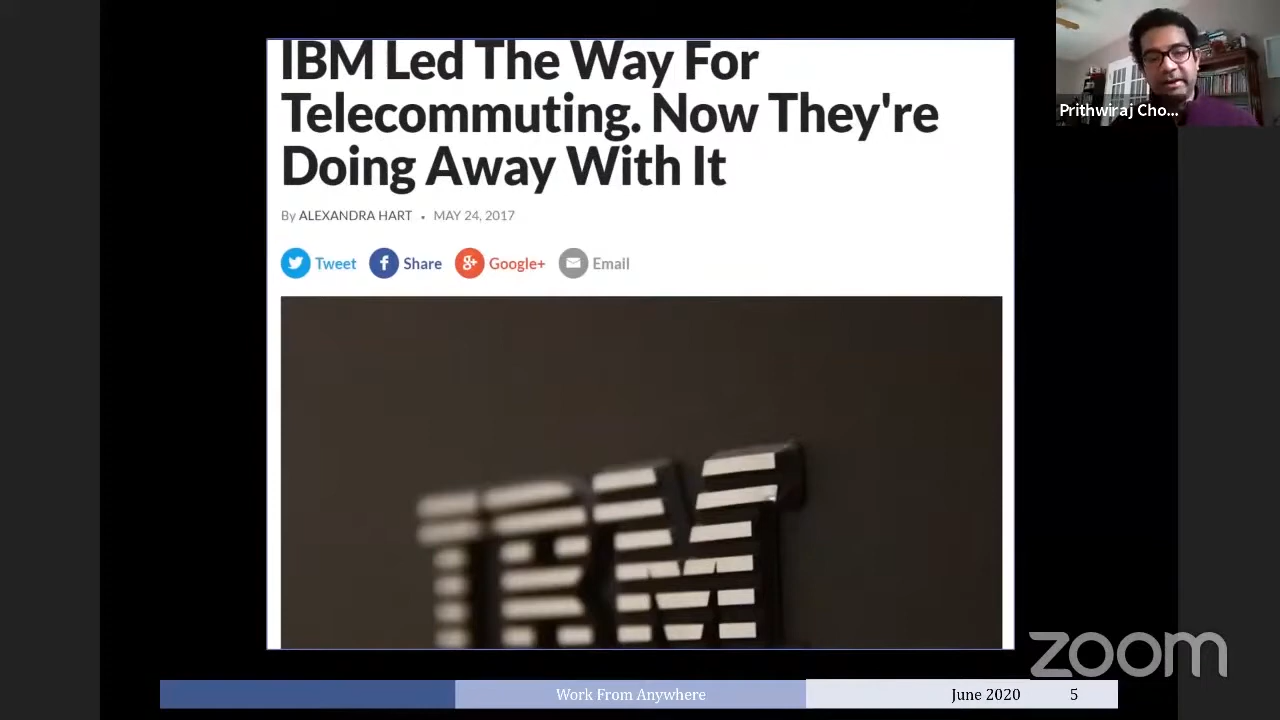 IBM Led The Way For
Telecommuting. Now They're
Doing Away With It
By ALEXANDRA HART • MAY 24, 2017
Tweet Share Google+ Email
IBM
Prithwiraj Cho...
zoom
Work From Anywhere June 2020 5